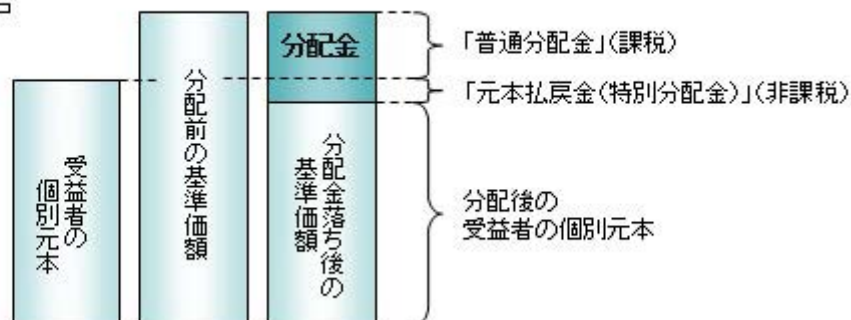 受益者の
個別元本
分配前の基準価額
分配金
分配金落ち後の
基準価額
「普通分配金」(課税)
「元本払戻金(特別分配金)」(非課税)
分配後の
受益者の個別元本